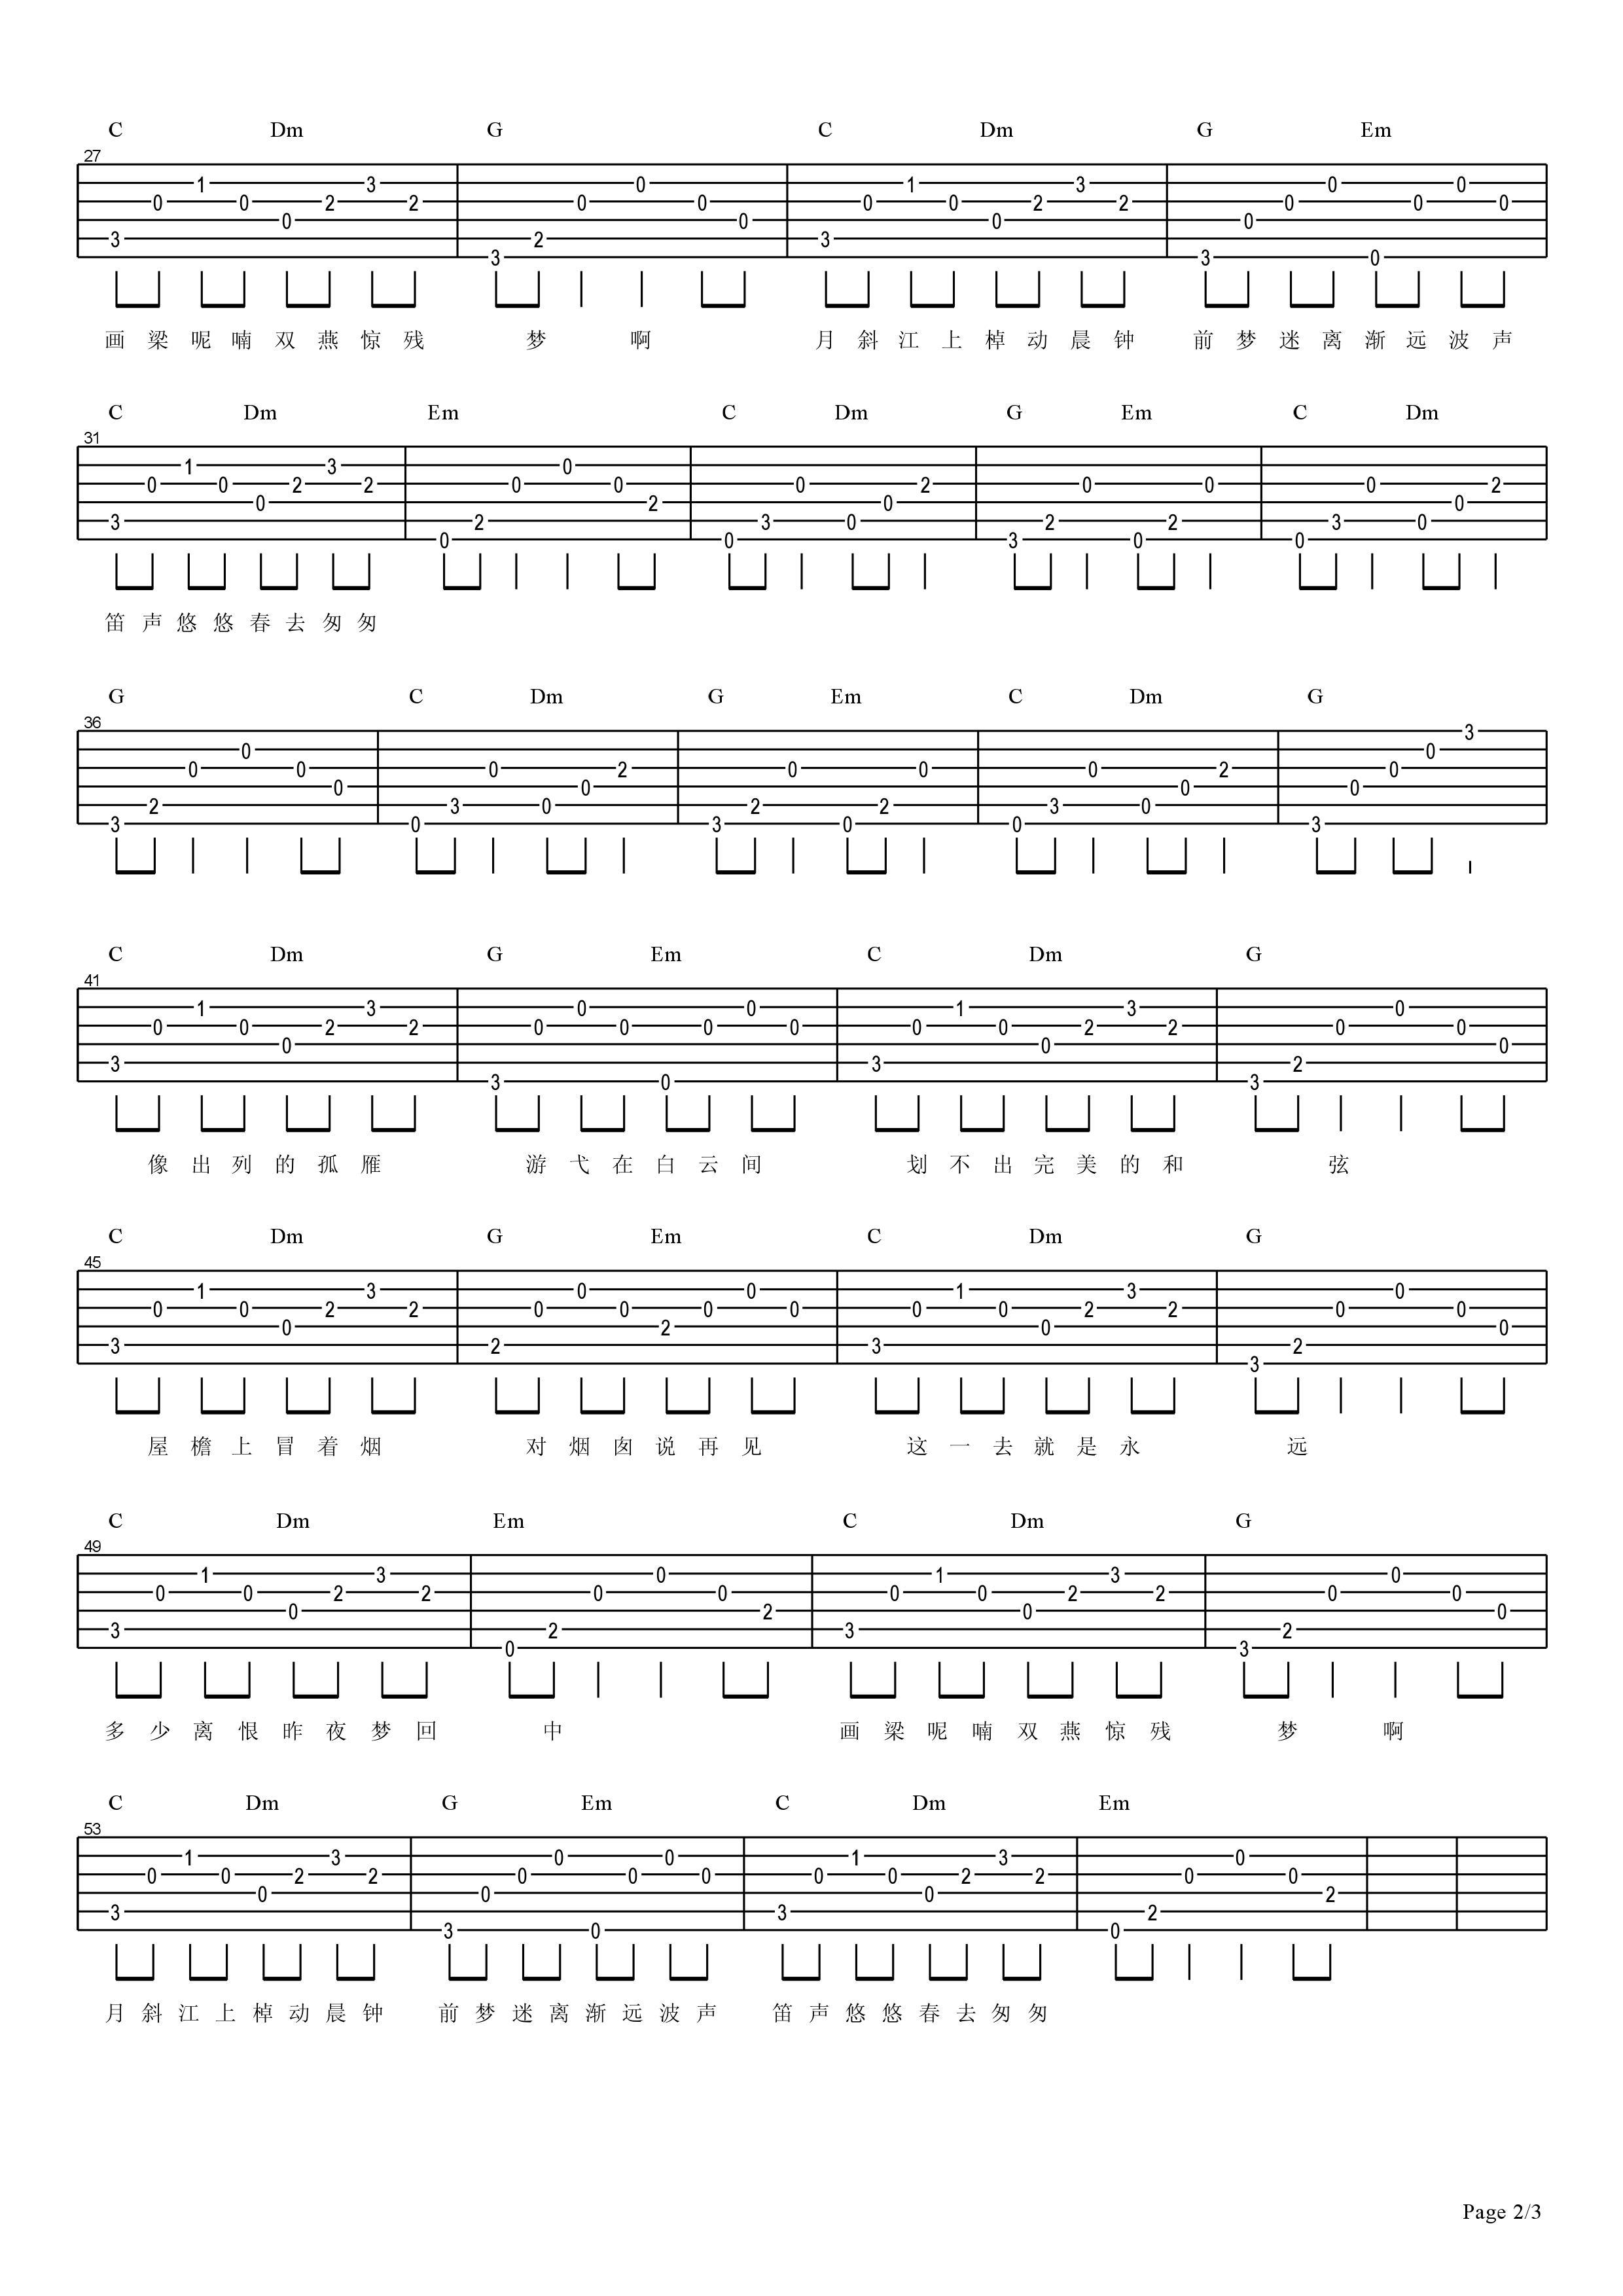 C Dm G C Dm G Em
27
0 1 0 0 2 3 2 3 3 2 0 0 0 0 3 0 1 0 0 2 3 2 3 0 0 0 0 0 0 0
画梁呢喃双燕惊残 梦 啊 月斜江上棹动晨钟 前梦迷离渐远波声
C Dm Em C Dm G Em C Dm
31
3 0 1 0 0 2 3 2 0 2 0 0 0 2 0 3 0 0 0 2 3 2 0 0 2 0 0 3 0 0 0 2
笛声悠悠春去匆匆
G C Dm G Em C Dm G
36
3 2 0 0 0 0 0 3 0 0 0 2 3 2 0 0 2 0 0 3 0 0 0 2 3 0 0 0 3
C Dm G Em C Dm G
41
3 0 1 0 0 2 3 2 3 0 0 0 0 0 0 0 3 0 1 0 0 2 3 2 3 2 0 0 0 0
像出列的孤雁 游弋在白云间 划不出完美的和 弦
C Dm G Em C Dm G
45
3 0 1 0 0 2 3 2 2 0 0 0 2 0 0 0 3 0 1 0 0 2 3 2 3 2 0 0 0 0
屋檐上冒着烟 对烟囱说再见 这一去就是永 远
C Dm Em C Dm G
49
3 0 1 0 0 2 3 2 0 2 0 0 0 2 3 0 1 0 0 2 3 2 3 2 0 0 0 0
多少离恨昨夜梦回 中 画梁呢喃双燕惊残 梦 啊
C Dm G Em C Dm Em
53
3 0 1 0 0 2 3 2 3 0 0 0 0 0 0 0 3 0 1 0 0 2 3 2 0 2 0 0 0 2
月斜江上棹动晨钟 前梦迷离渐远波声 笛声悠悠春去匆匆
Page 2/3